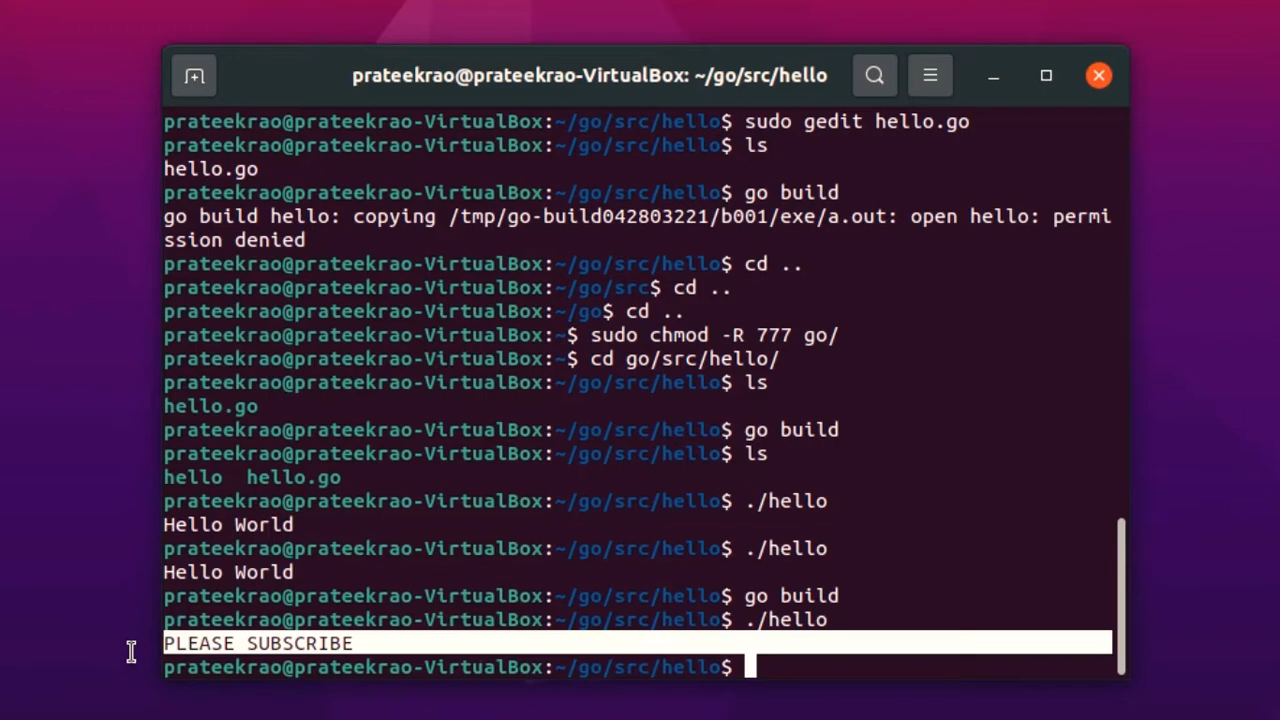 prateekrao@prateekrao-VirtualBox: ~/go/src/hello
prateekrao@prateekrao-VirtualBox:~/go/src/hello$ sudo gedit hello.go
prateekrao@prateekrao-VirtualBox:~/go/src/hello$ ls
hello.go
prateekrao@prateekrao-VirtualBox:~/go/src/hello$ go build
go build hello: copying /tmp/go-build042803221/b001/exe/a.out: open hello: permi
ssion denied
prateekrao@prateekrao-VirtualBox:~/go/src/hello$ cd ..
prateekrao@prateekrao-VirtualBox:~/go/src$ cd ..
prateekrao@prateekrao-VirtualBox:~/go$ cd ..
prateekrao@prateekrao-VirtualBox:~$ sudo chmod -R 777 go/
prateekrao@prateekrao-VirtualBox:~$ cd go/src/hello/
prateekrao@prateekrao-VirtualBox:~/go/src/hello$ ls
hello.go
prateekrao@prateekrao-VirtualBox:~/go/src/hello$ go build
prateekrao@prateekrao-VirtualBox:~/go/src/hello$ ls
hello  hello.go
prateekrao@prateekrao-VirtualBox:~/go/src/hello$ ./hello
Hello World
prateekrao@prateekrao-VirtualBox:~/go/src/hello$ ./hello
Hello World
prateekrao@prateekrao-VirtualBox:~/go/src/hello$ go build
prateekrao@prateekrao-VirtualBox:~/go/src/hello$ ./hello
PLEASE SUBSCRIBE
prateekrao@prateekrao-VirtualBox:~/go/src/hello$